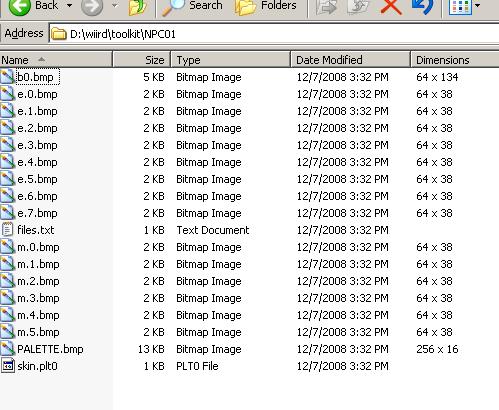 Back Search Folders
Address D:\wiird\toolkit\NPC01
Name Size Type Date Modified Dimensions
b0.bmp 5 KB Bitmap Image 12/7/2008 3:32 PM 64 x 134
e.0.bmp 2 KB Bitmap Image 12/7/2008 3:32 PM 64 x 38
e.1.bmp 2 KB Bitmap Image 12/7/2008 3:32 PM 64 x 38
e.2.bmp 2 KB Bitmap Image 12/7/2008 3:32 PM 64 x 38
e.3.bmp 2 KB Bitmap Image 12/7/2008 3:32 PM 64 x 38
e.4.bmp 2 KB Bitmap Image 12/7/2008 3:32 PM 64 x 38
e.5.bmp 2 KB Bitmap Image 12/7/2008 3:32 PM 64 x 38
e.6.bmp 2 KB Bitmap Image 12/7/2008 3:32 PM 64 x 38
e.7.bmp 2 KB Bitmap Image 12/7/2008 3:32 PM 64 x 38
files.txt 1 KB Text Document 12/7/2008 3:32 PM
m.0.bmp 2 KB Bitmap Image 12/7/2008 3:32 PM 64 x 38
m.1.bmp 2 KB Bitmap Image 12/7/2008 3:32 PM 64 x 38
m.2.bmp 2 KB Bitmap Image 12/7/2008 3:32 PM 64 x 38
m.3.bmp 2 KB Bitmap Image 12/7/2008 3:32 PM 64 x 38
m.4.bmp 2 KB Bitmap Image 12/7/2008 3:32 PM 64 x 38
m.5.bmp 2 KB Bitmap Image 12/7/2008 3:32 PM 64 x 38
PALETTE.bmp 13 KB Bitmap Image 12/7/2008 3:32 PM 256 x 16
skin.plt0 1 KB PLT0 File 12/7/2008 3:32 PM